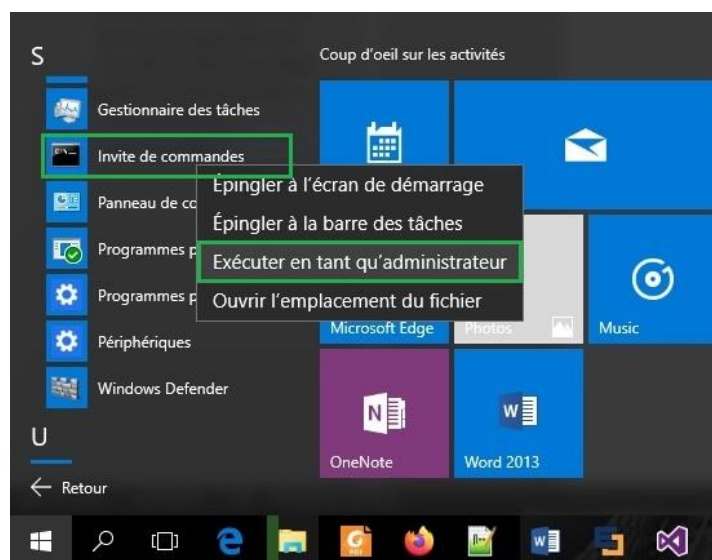 S
Coup d'oeil sur les activités
Gestionnaire des tâches
Invite de commandes
Panneau de co
Programmes p
Programmes p
Périphériques
Windows Defender
U
Retour
Épingler à l'écran de démarrage
Épingler à la barre des tâches
Exécuter en tant qu'administrateur
Ouvrir l'emplacement du fichier
Microsoft Edge
Photos
Music
OneNote
Word 2013